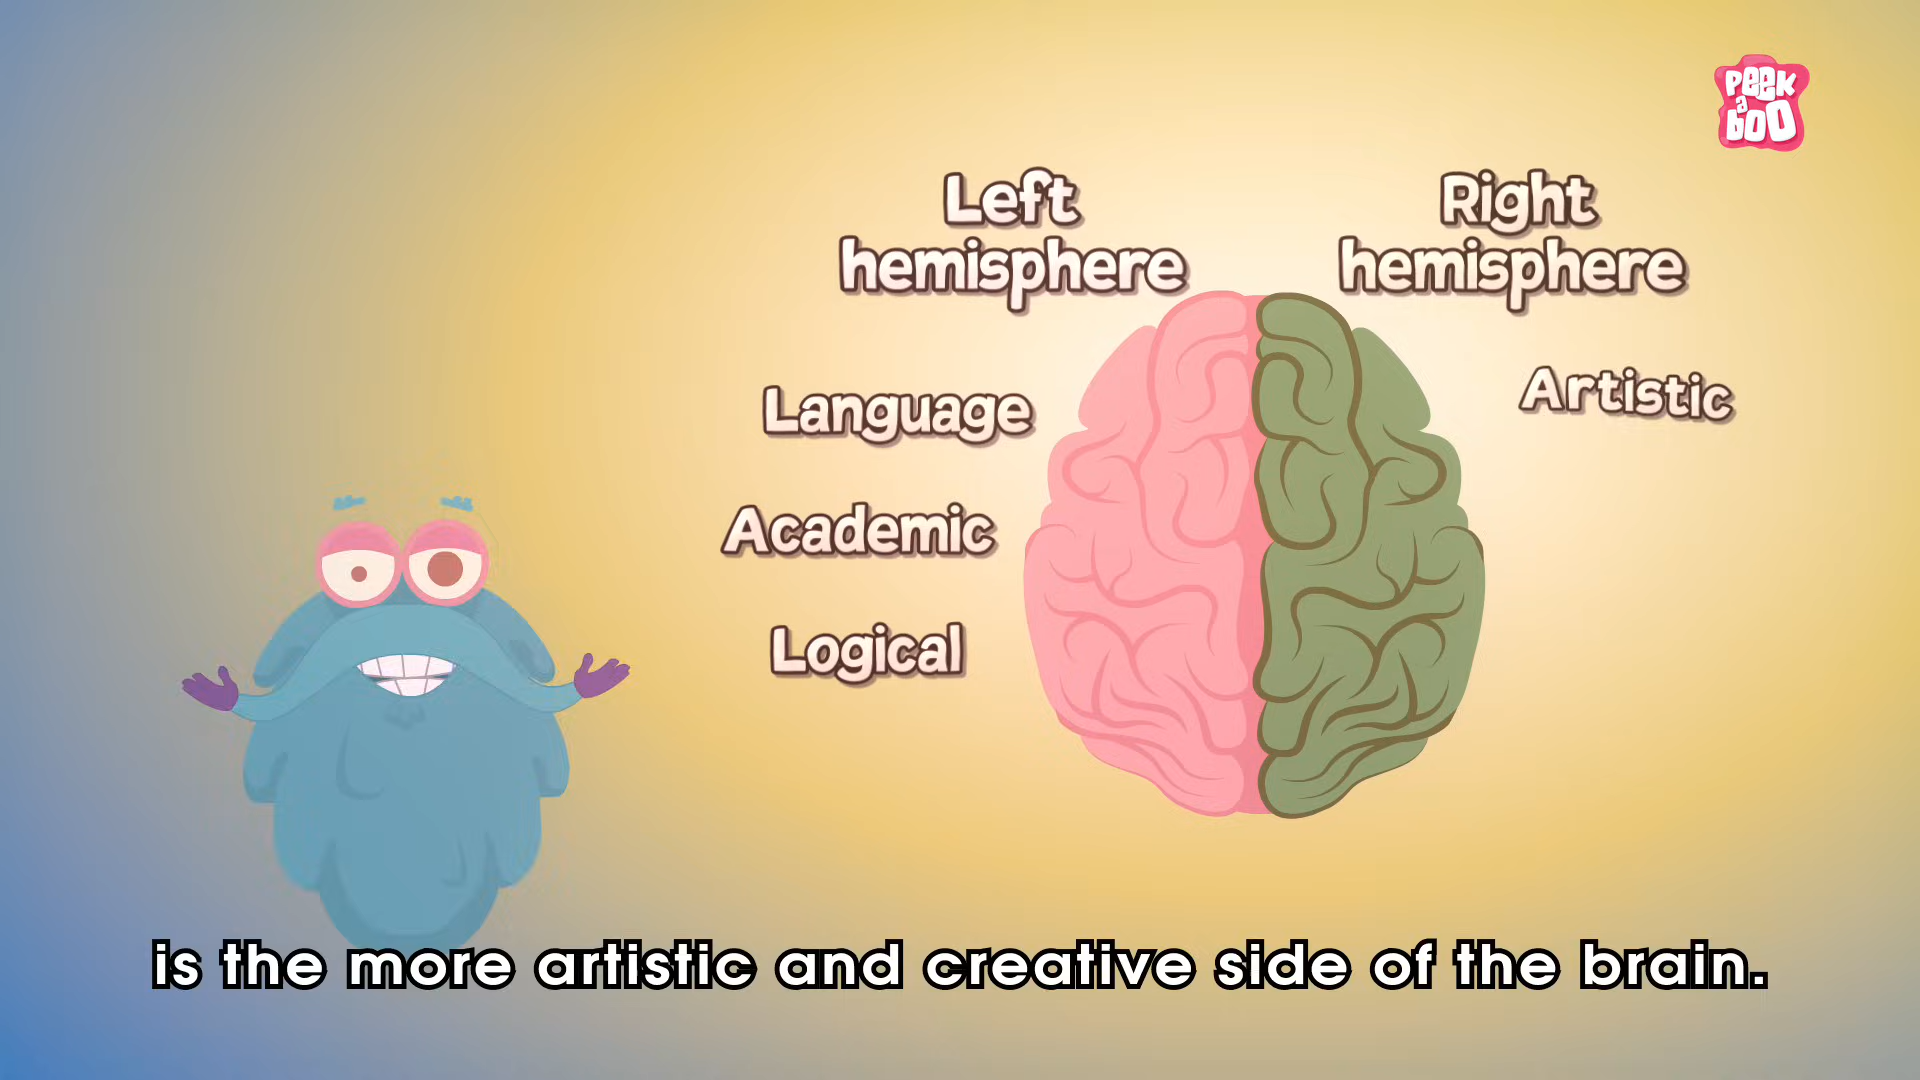 PEEK
a
boo
Left
hemisphere
Right
hemisphere
Language
Artistic
Academic
Logical
is the more artistic and creative side of the brain.